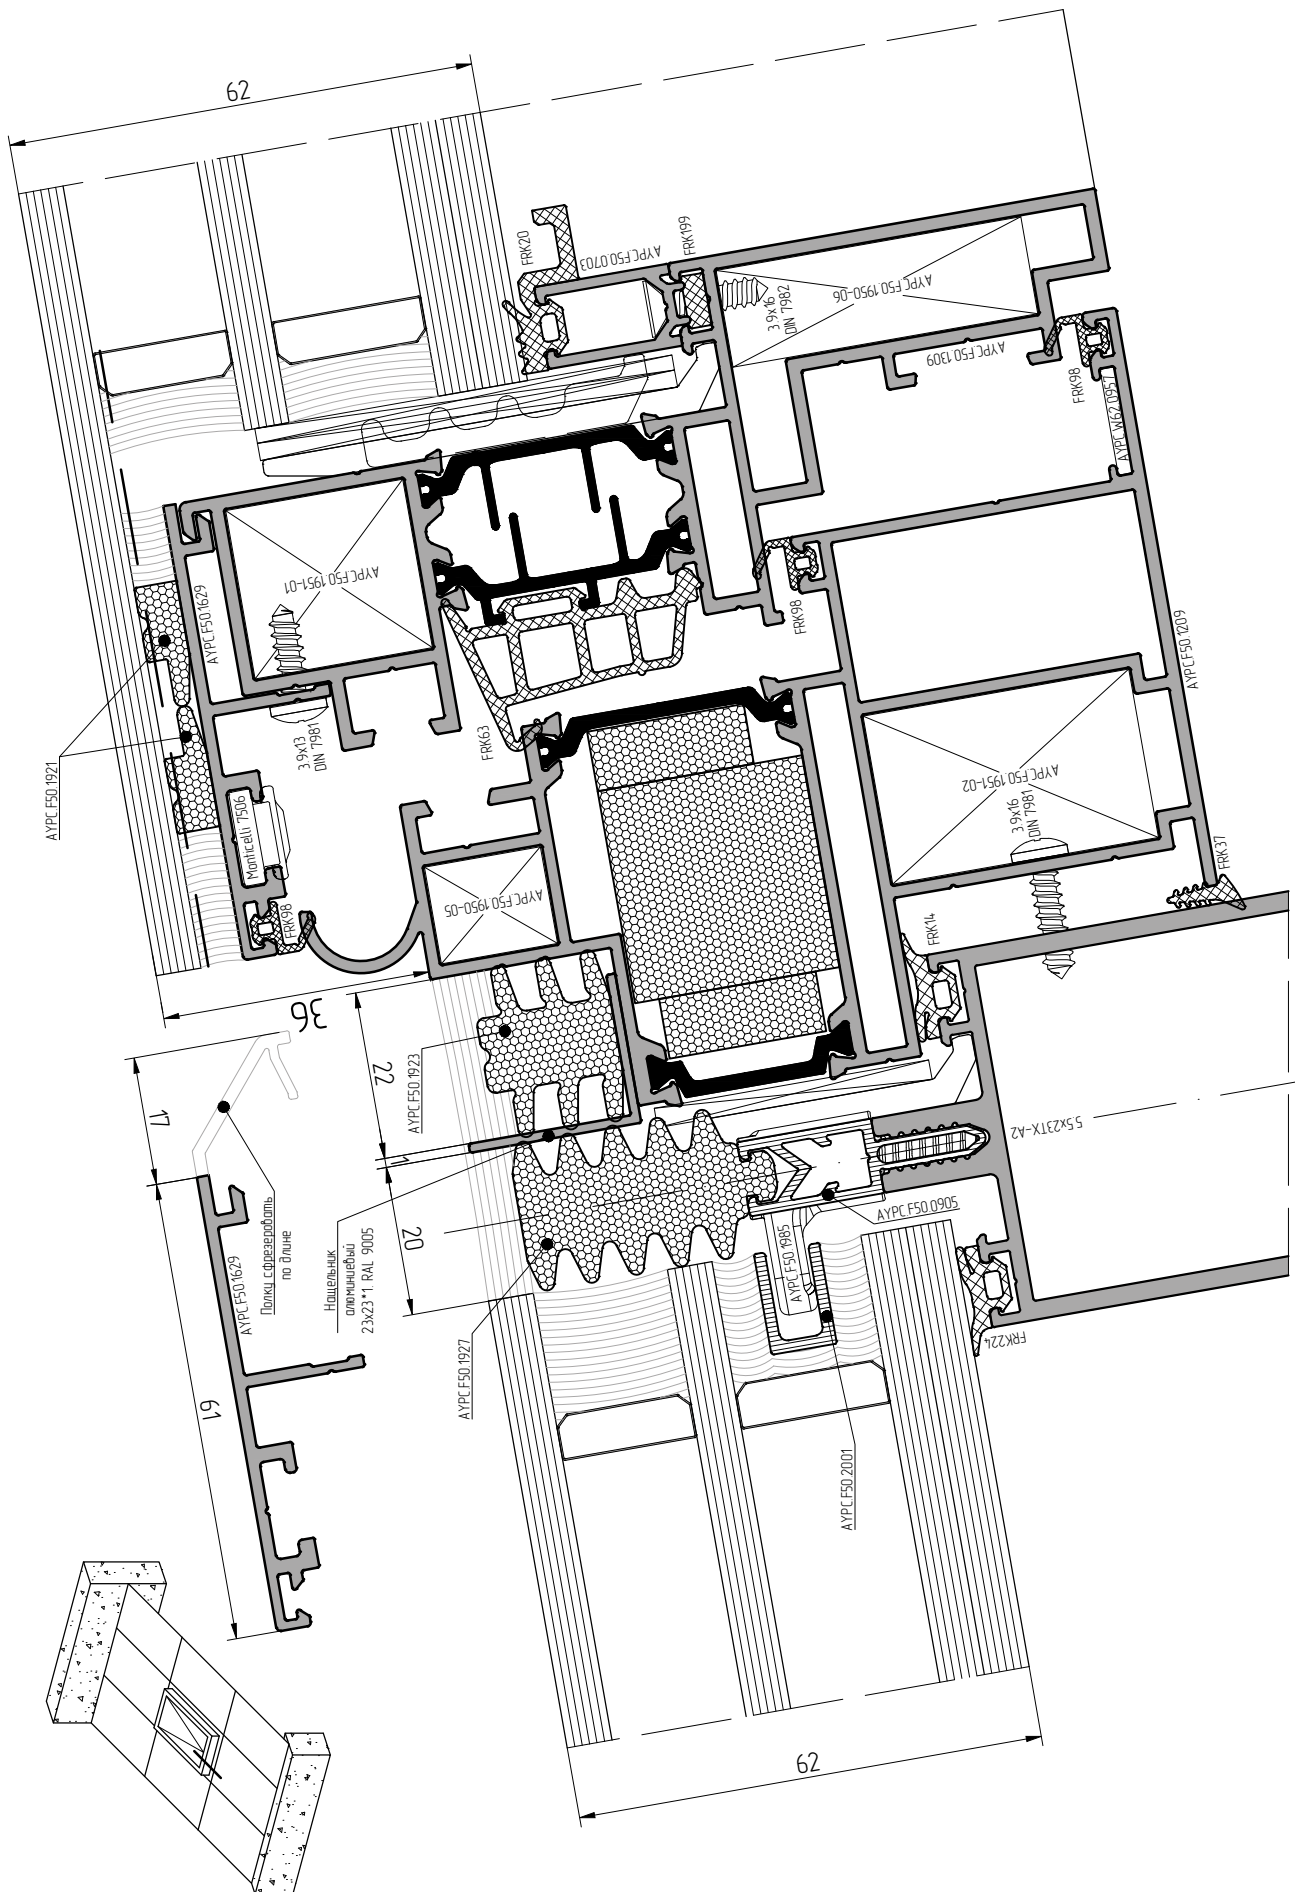 62
FRK20
AYPC.F50.0703
FRK199
3.9x16
DIN 7982
AYPC.F50.1950-06
AYPC.F50.1309
FRK98
AYPC.W62.0957
AYPC.F50.1951-01
AYPC.F50.1629
FRK98
AYPC.F50.1209
AYPC.F50.1921
3.9x13
DIN 7981
FRK63
Monticelli 7506
FRK98
AYPC.F50.1950-05
AYPC.F50.1951-02
3.9x16
DIN 7981
FRK37
FRK14
36
22
AYPC.F50.1923
17
1
20
5.5x23TX-A2
AYPC.F50.0905
AYPC.F50.1985
FRK224
Полку сфрезеровать
по длине
AYPC.F50.1629
Нащельник
алюминиевый
23x23*1. RAL 9005
AYPC.F50.1927
AYPC.F50.2001
61
62